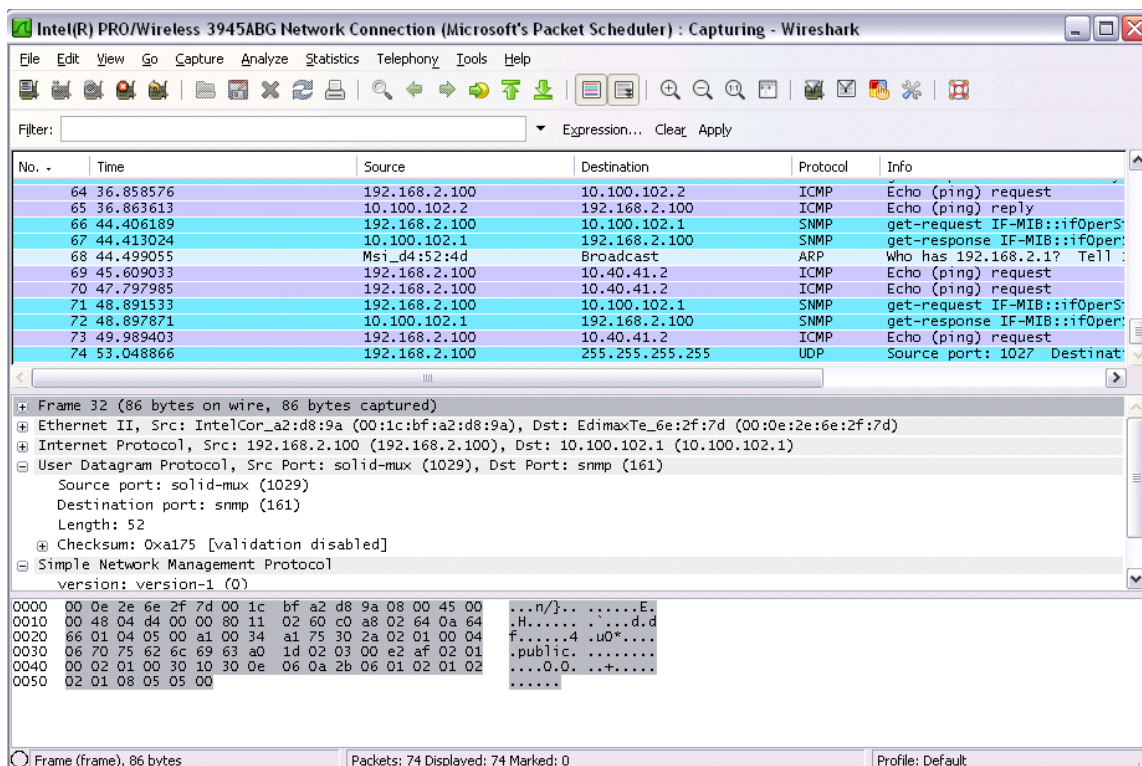 Intel(R) PRO/Wireless 3945ABG Network Connection (Microsoft's Packet Scheduler) : Capturing - Wireshark
File Edit View Go Capture Analyze Statistics Telephony Tools Help
Filter: Expression... Clear Apply
No. Time Source Destination Protocol Info
64 36.858576 192.168.2.100 10.100.102.2 ICMP Echo (ping) request
65 36.863613 10.100.102.2 192.168.2.100 ICMP Echo (ping) reply
66 44.406189 192.168.2.100 10.100.102.1 SNMP get-request IF-MIB::ifOperS
67 44.413024 10.100.102.1 192.168.2.100 SNMP get-response IF-MIB::ifOper
68 44.499055 Msi_d4:52:4d Broadcast ARP Who has 192.168.2.1? Tell
69 45.609033 192.168.2.100 10.40.41.2 ICMP Echo (ping) request
70 47.797985 192.168.2.100 10.40.41.2 ICMP Echo (ping) request
71 48.891533 192.168.2.100 10.100.102.1 SNMP get-request IF-MIB::ifOperS
72 48.897871 10.100.102.1 192.168.2.100 SNMP get-response IF-MIB::ifOper
73 49.989403 192.168.2.100 10.40.41.2 ICMP Echo (ping) request
74 53.048866 192.168.2.100 255.255.255.255 UDP Source port: 1027 Destinat
Frame 32 (86 bytes on wire, 86 bytes captured)
Ethernet II, Src: IntelCor_a2:d8:9a (00:1c:bf:a2:d8:9a), Dst: EdimaxTe_6e:2f:7d (00:0e:2e:6e:2f:7d)
Internet Protocol, Src: 192.168.2.100 (192.168.2.100), Dst: 10.100.102.1 (10.100.102.1)
User Datagram Protocol, Src Port: solid-mux (1029), Dst Port: snmp (161)
Source port: solid-mux (1029)
Destination port: snmp (161)
Length: 52
Checksum: 0xa175 [validation disabled]
Simple Network Management Protocol
version: version-1 (0)
0000 00 0e 2e 6e 2f 7d 00 1c bf a2 d8 9a 08 00 45 00 ...n/}.. ......E.
0010 00 48 04 d4 00 00 80 11 02 60 c0 a8 02 64 0a 64 .H...... .`...d.d
0020 66 01 04 05 00 a1 00 34 a1 75 30 2a 02 01 00 04 f......4 .u0*....
0030 06 70 75 62 6c 69 63 a0 1d 02 03 00 e2 af 02 01 .public. ........
0040 00 02 01 00 30 10 30 0e 06 0a 2b 06 01 02 01 02 ....0.0. ..+.....
0050 02 01 08 05 05 00 ......
Frame (frame), 86 bytes Packets: 74 Displayed: 74 Marked: 0 Profile: Default